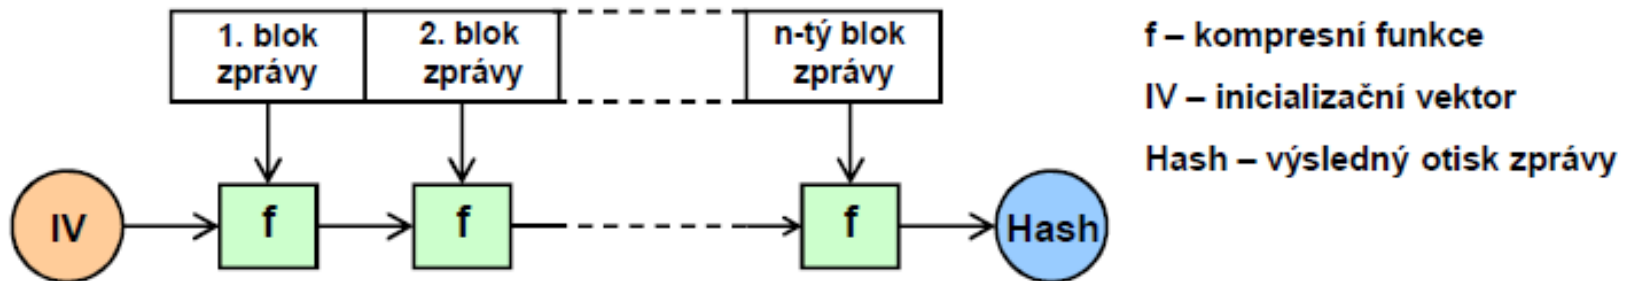 1. blok
zprávy
2. blok
zprávy
n-tý blok
zprávy
f – kompresní funkce
IV – inicializační vektor
Hash – výsledný otisk zprávy
IV
f
f
f
Hash